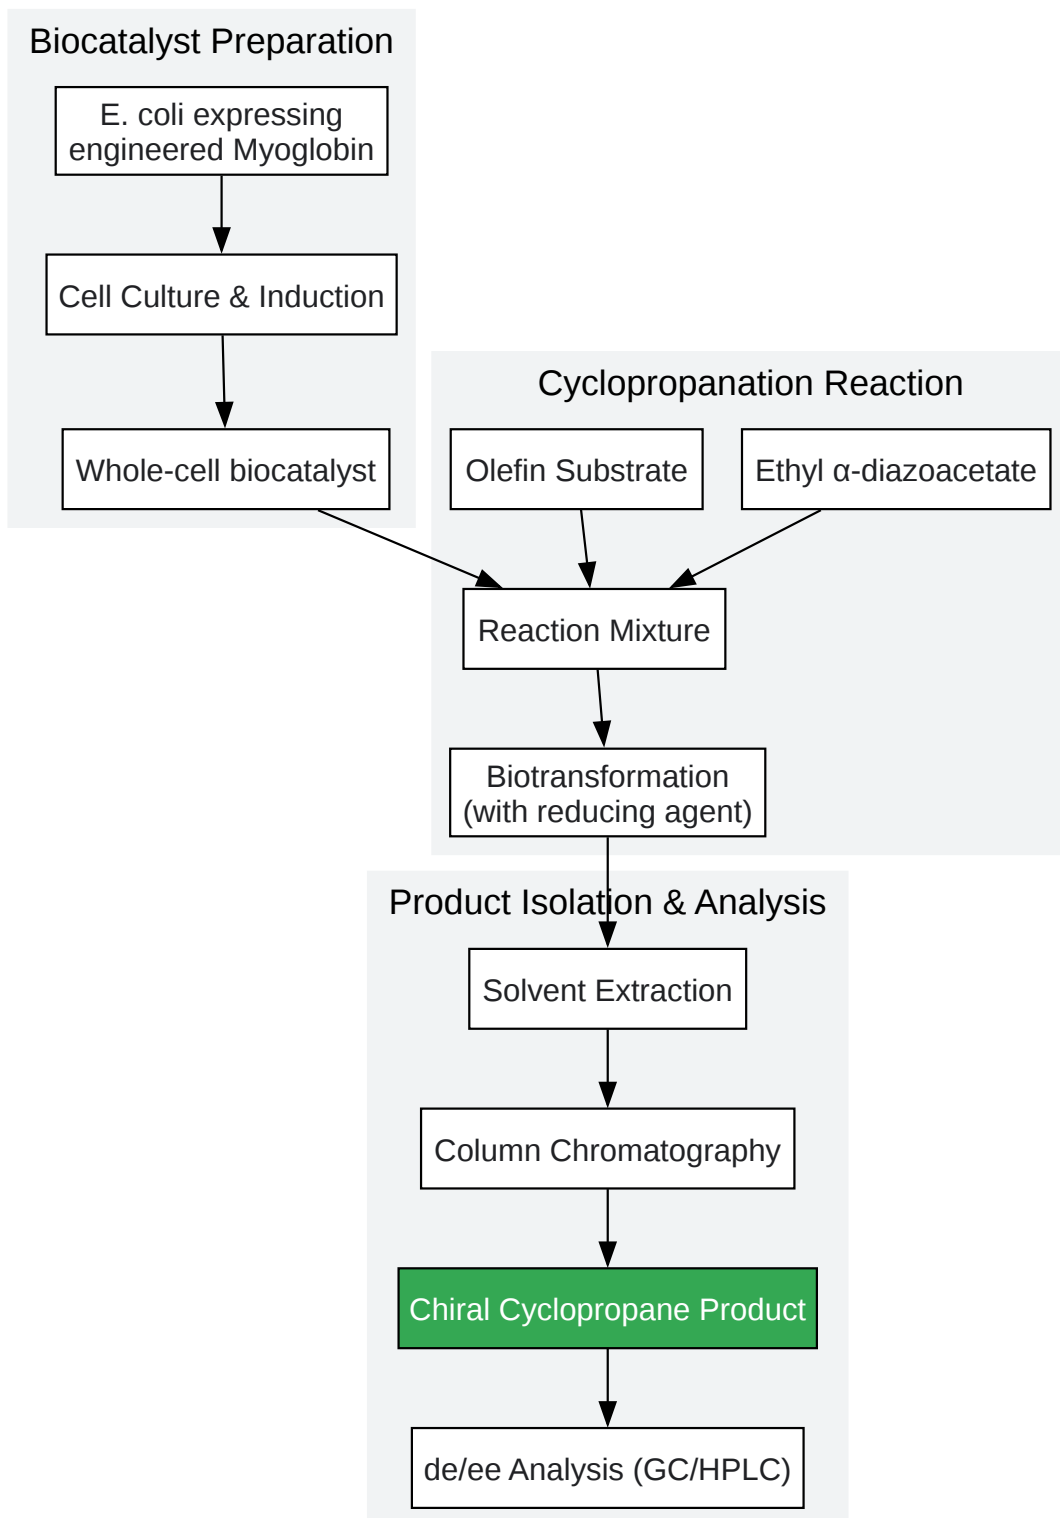 Biocatalyst Preparation
E. coli expressing
engineered Myoglobin
Cell Culture & Induction
Whole-cell biocatalyst
Cyclopropanation Reaction
Olefin Substrate
Ethyl α-diazoacetate
Reaction Mixture
Biotransformation
(with reducing agent)
Product Isolation & Analysis
Solvent Extraction
Column Chromatography
Chiral Cyclopropane Product
de/ee Analysis (GC/HPLC)